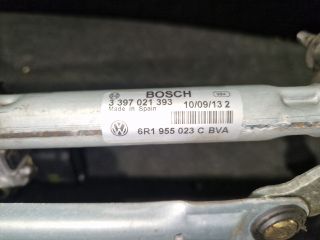 BOSCH
3 397 021 393 10/09/13 2
Made in Spain
6R1 955 023 C BVA